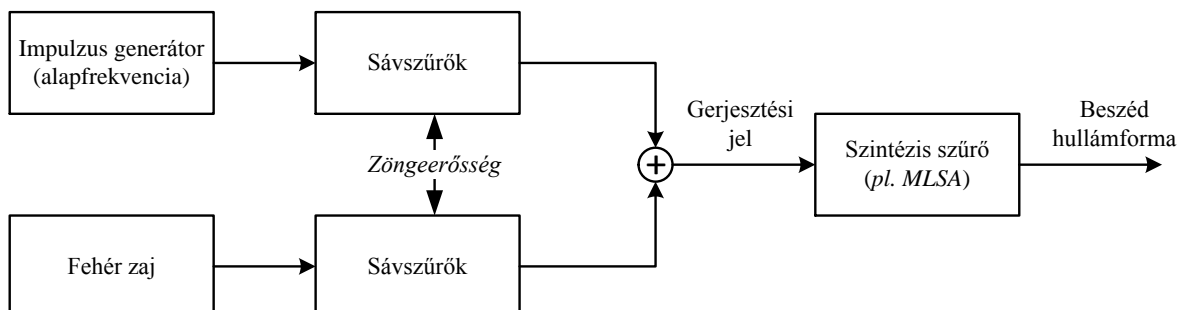 Impulzus generátor
(alapfrekvencia)
Sávszűrők
Zöngeerősség
Fehér zaj
Sávszűrők
Gerjesztési
jel
Szintézis szűrő
(pl. MLSA)
Beszéd
hullámforma